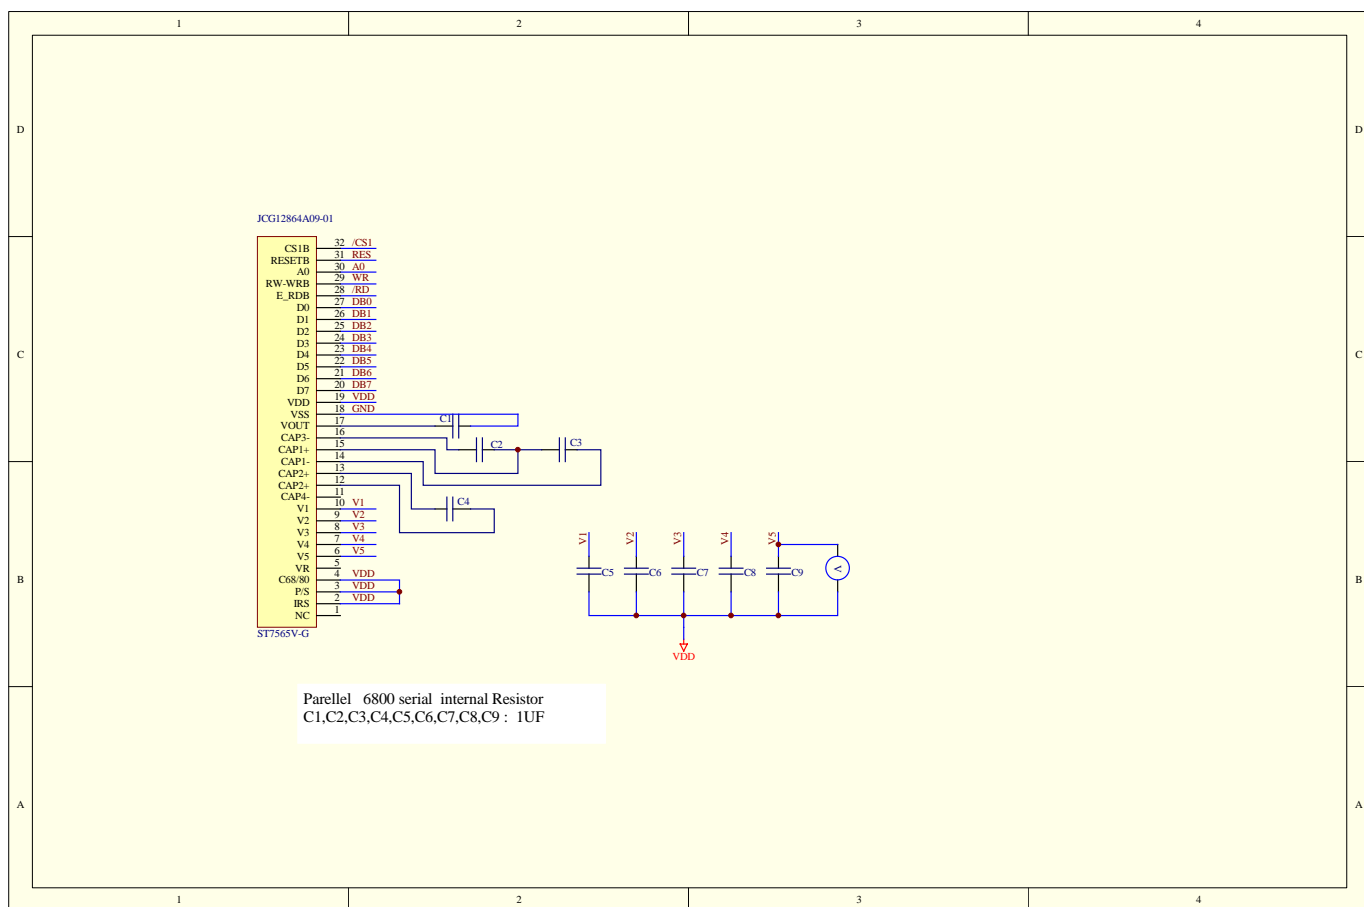 1 2 3 4
D D
JCG12864A09-01
CS1B 32 /CS1
RESETB 31 RES
A0 30 A0
RW-WRB 29 WR
E_RDB 28 /RD
D0 27 DB0
D1 26 DB1
D2 25 DB2
D3 24 DB3
D4 23 DB4
D5 22 DB5
D6 21 DB6
D7 20 DB7
VDD 19 VDD
VSS 18 GND
VOUT 17 C1
CAP3- 16
CAP1+ 15 C2 C3
CAP1- 14
CAP2+ 13
CAP2+ 12
CAP4- 11 C4
V1 10 V1
V2 9 V2
V3 8 V3
V4 7 V4
V5 6 V5
VR 5
C68/80 4 VDD
P/S 3 VDD
IRS 2 VDD
NC 1
ST7565V-G
C C
V1 V2 V3 V4 V5
C5 C6 C7 C8 C9 V
VDD
B B
Parellel 6800 serial internal Resistor
C1,C2,C3,C4,C5,C6,C7,C8,C9 : 1UF
A A
1 2 3 4